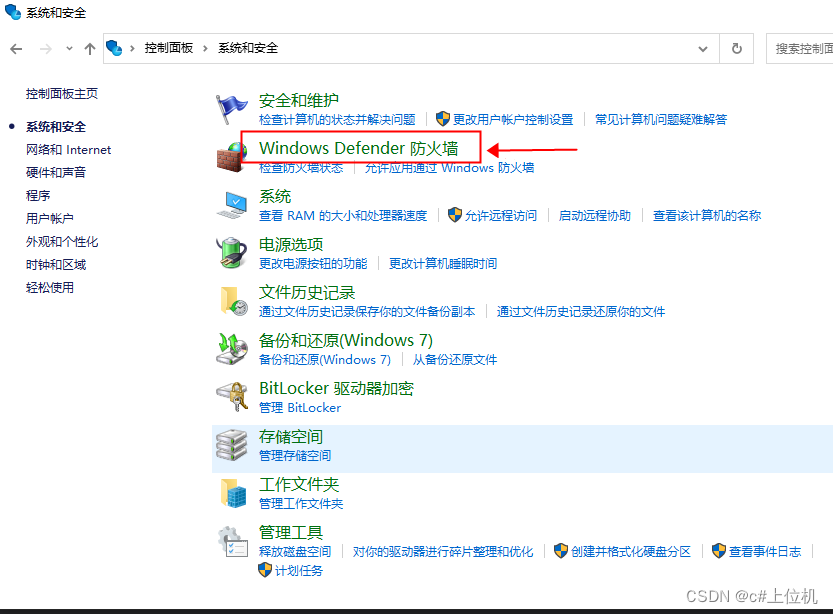 系统和安全
控制面板 > 系统和安全 搜索控制面
控制面板主页
系统和安全
网络和 Internet
硬件和声音
程序
用户帐户
外观和个性化
时钟和区域
轻松使用
安全和维护
检查计算机的状态并解决问题 更改用户帐户控制设置 常见计算机问题疑难解答
Windows Defender 防火墙
检查防火墙状态 允许应用通过 Windows 防火墙
系统
查看 RAM 的大小和处理器速度 允许远程访问 启动远程协助 查看该计算机的名称
电源选项
更改电源按钮的功能 更改计算机睡眠时间
文件历史记录
通过文件历史记录保存你的文件备份副本 通过文件历史记录还原你的文件
备份和还原(Windows 7)
备份和还原(Windows 7) 从备份还原文件
BitLocker 驱动器加密
管理 BitLocker
存储空间
管理存储空间
工作文件夹
管理工作文件夹
管理工具
释放磁盘空间 对你的驱动器进行碎片整理和优化 创建并格式化硬盘分区 查看事件日志
计划任务
CSDN @c#上位机